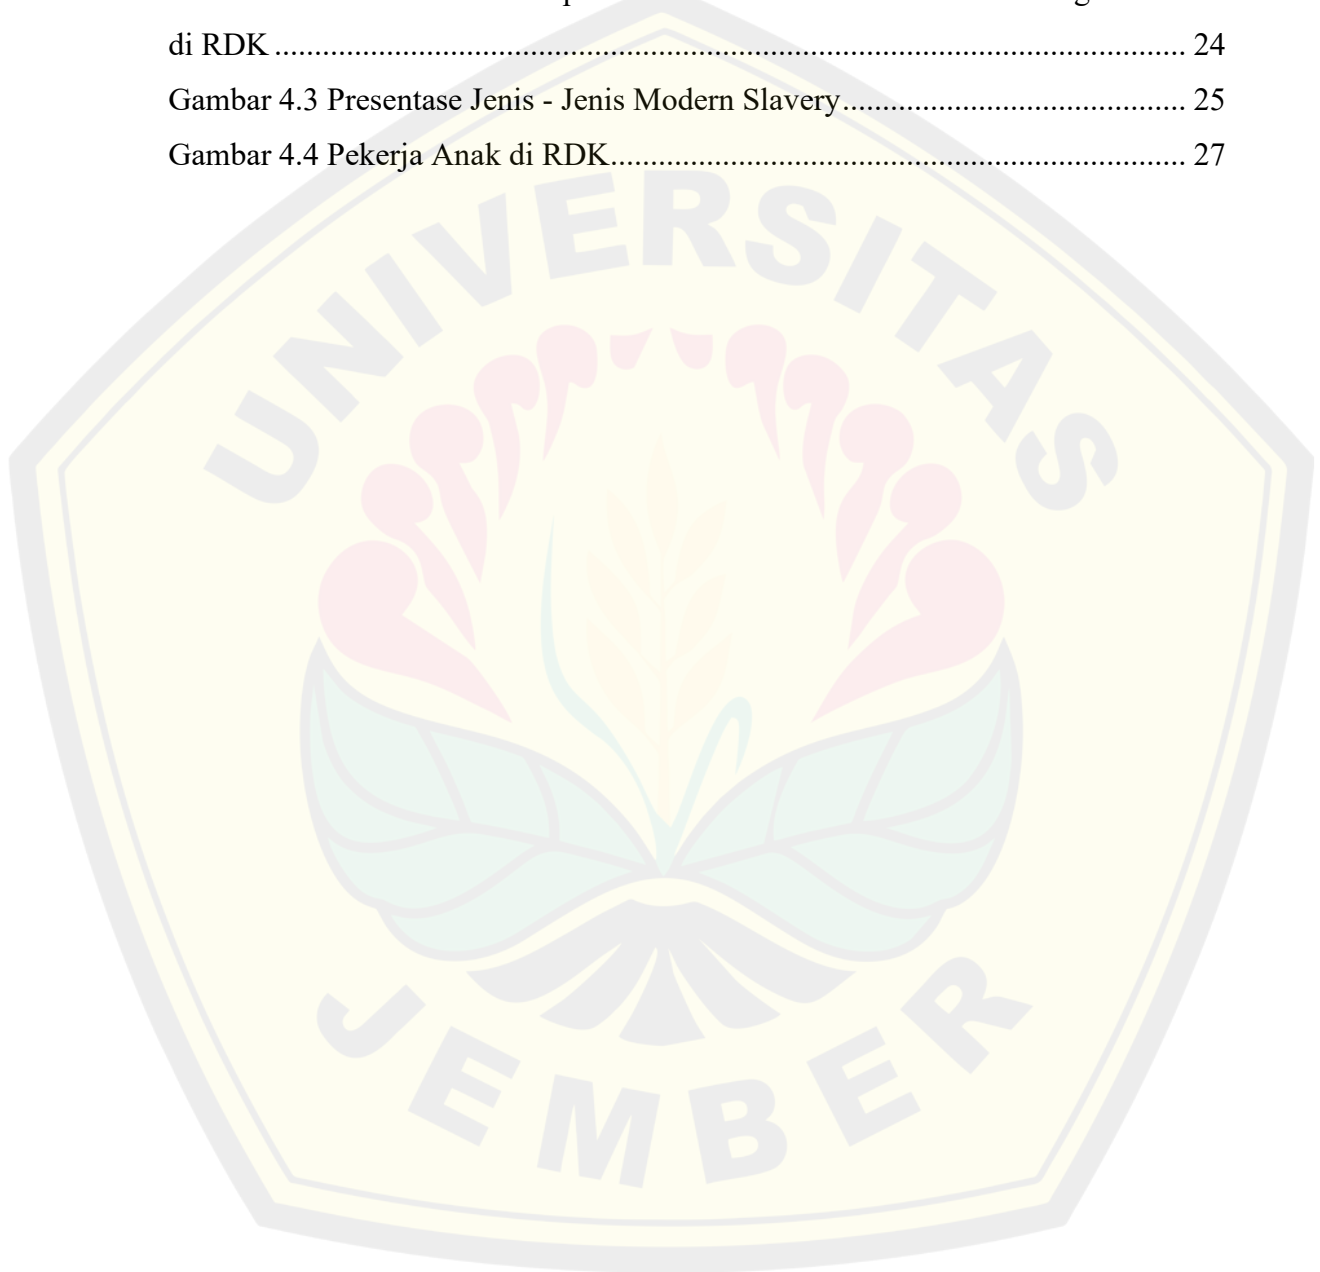 di RDK ........................................................................................................................ 24
Gambar 4.3 Presentase Jenis - Jenis Modern Slavery............................................. 25
Gambar 4.4 Pekerja Anak di RDK........................................................................... 27
UNIVERSITAS
JEMBER